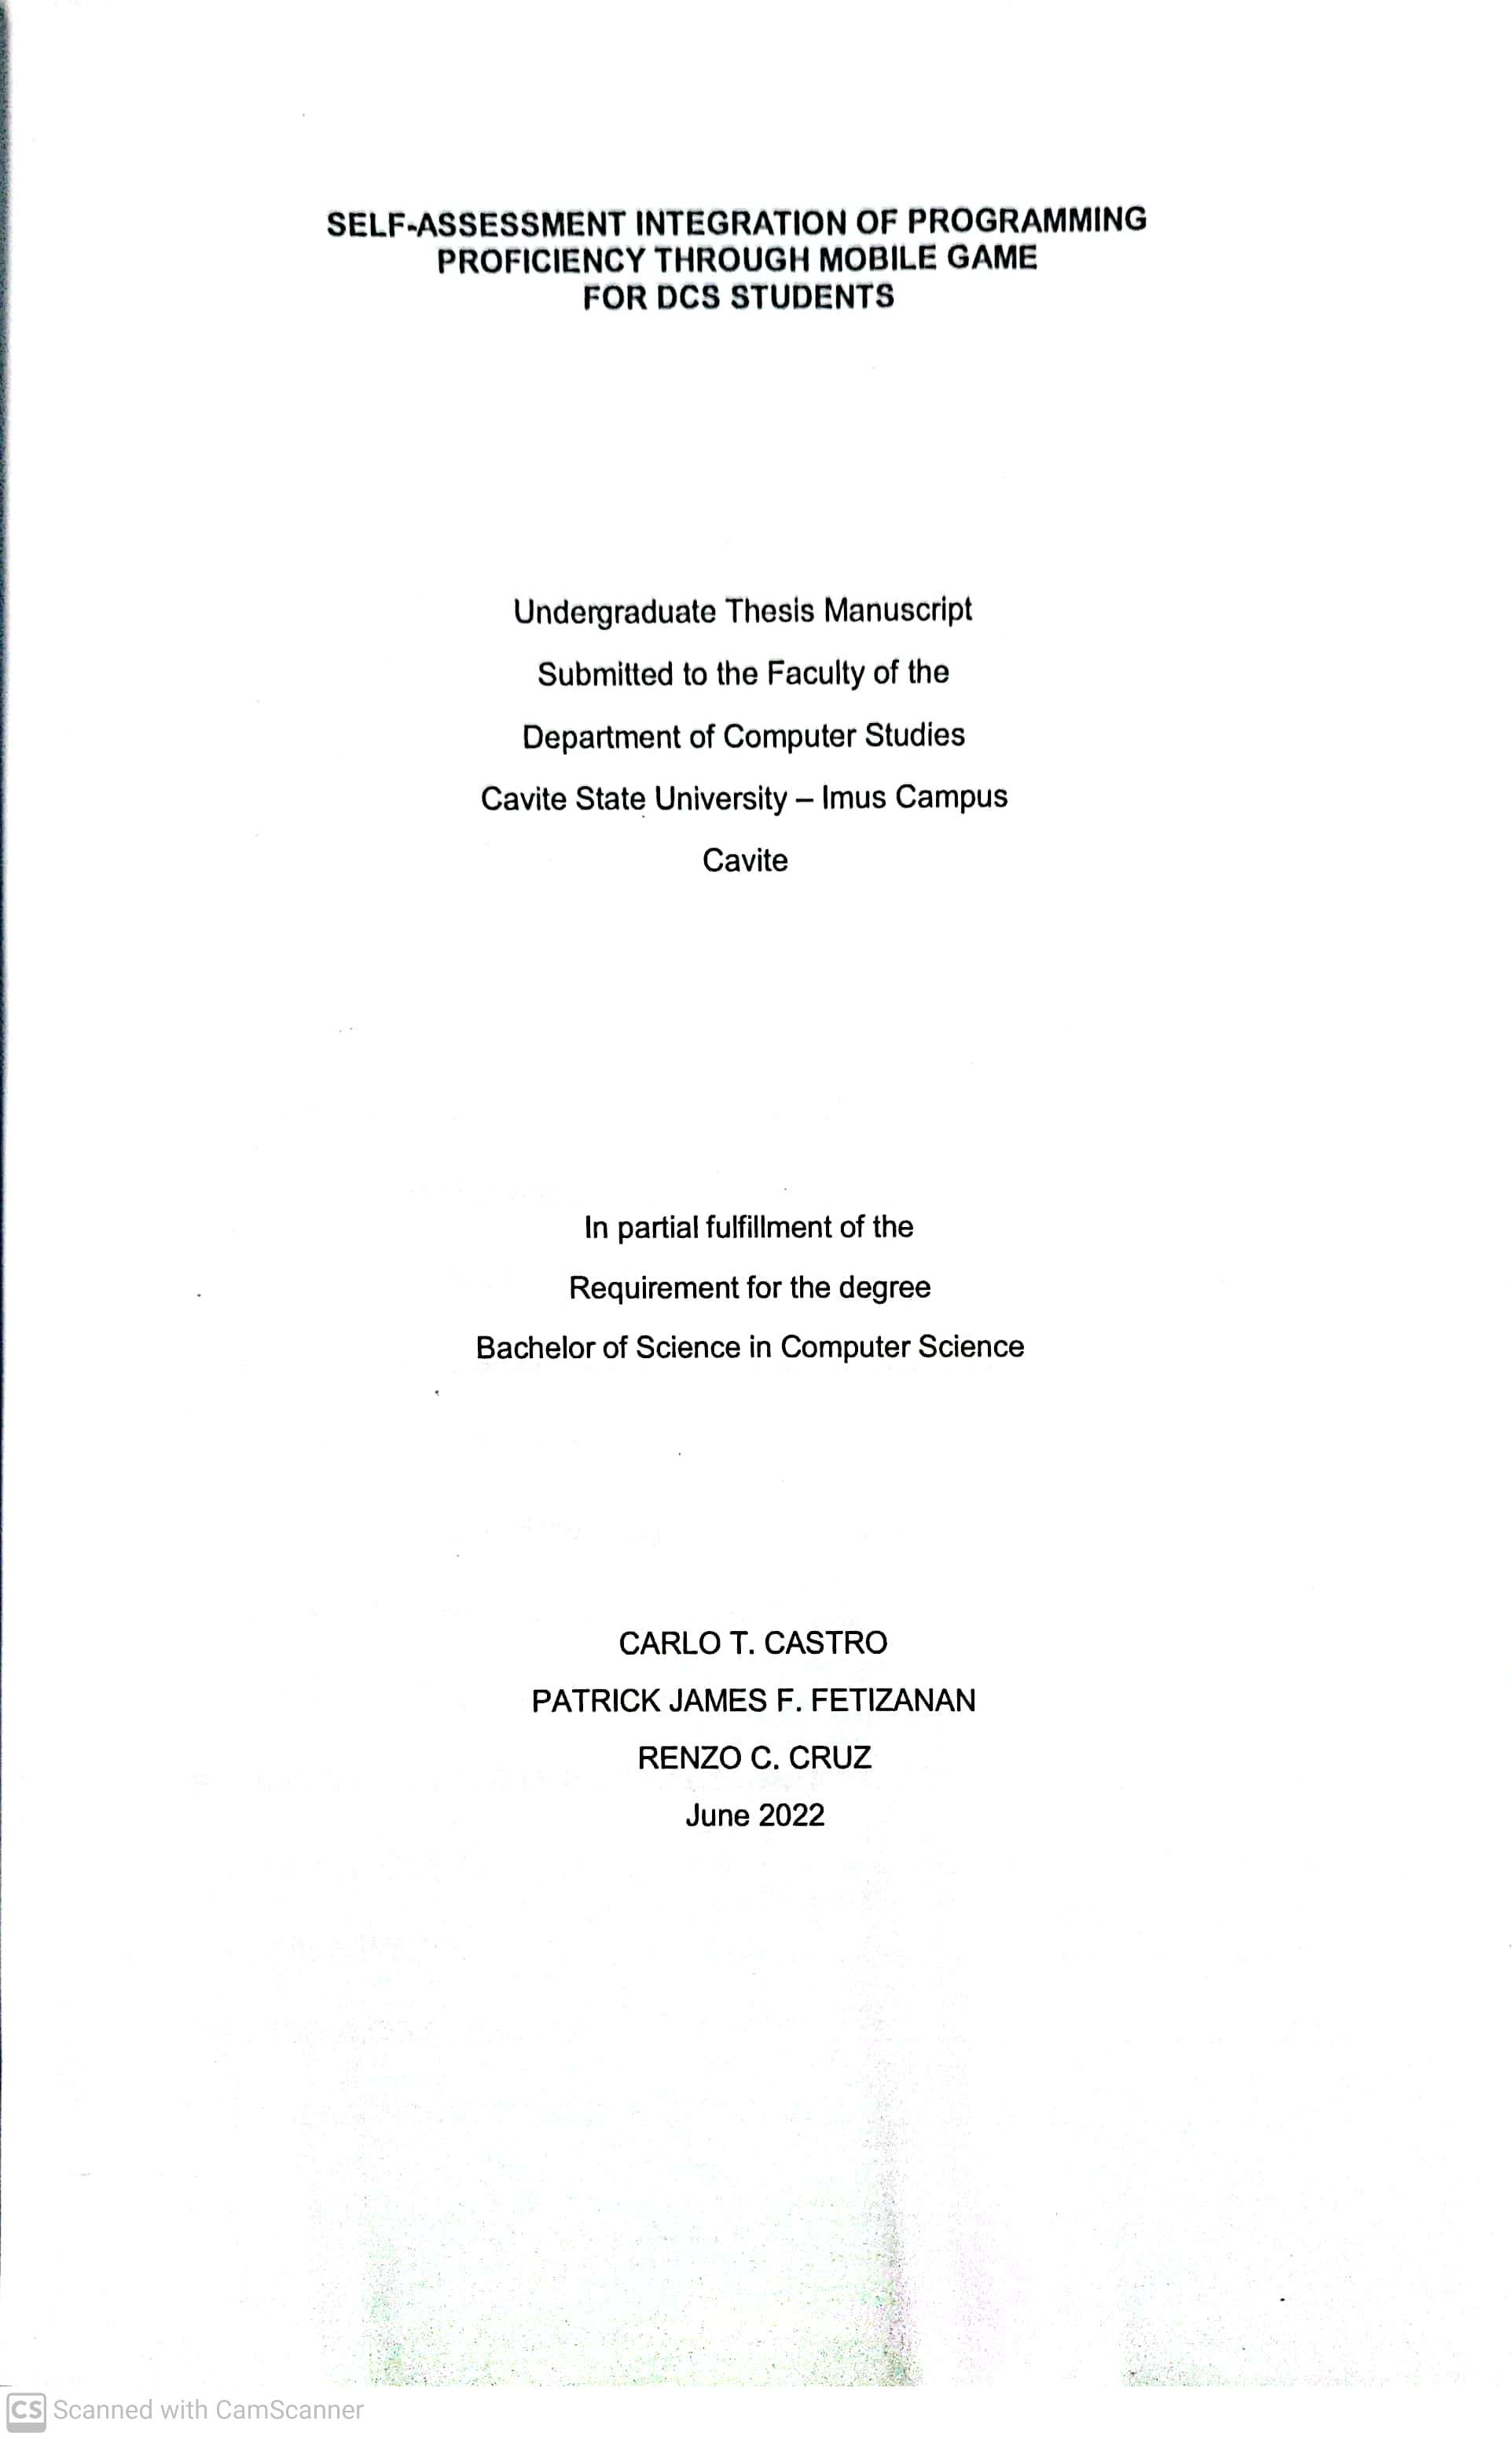 SELF-ASSESSMENT INTEGRATION OF PROGRAMMING
PROFICIENCY THROUGH MOBILE GAME
FOR DCS STUDENTS
Undergraduate Thesis Manuscript
Submitted to the Faculty of the
Department of Computer Studies
Cavite State University – Imus Campus
Cavite
In partial fulfillment of the
Requirement for the degree
Bachelor of Science in Computer Science
CARLO T. CASTRO
PATRICK JAMES F. FETIZANAN
RENZO C. CRUZ
June 2022
CS Scanned with CamScanner